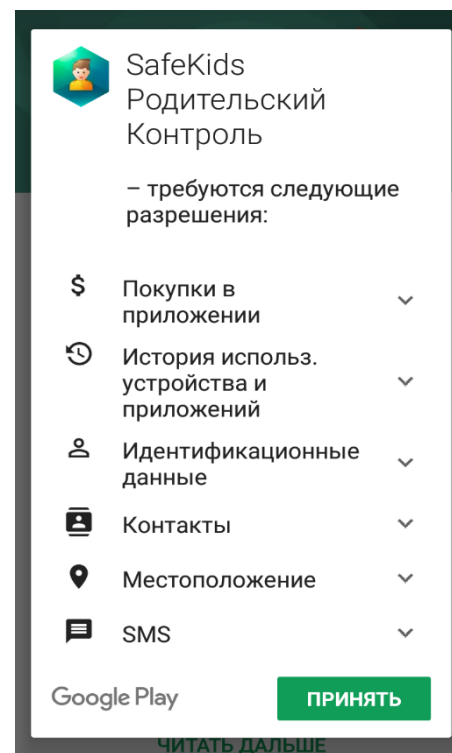 SafeKids
Родительский
Контроль
– требуются следующие
разрешения:
$
Покупки в
приложении
История использ.
устройства и
приложений
Идентификационные
данные
Контакты
Местоположение
SMS
Google Play
ПРИНЯТЬ
ЧИТАТЬ ДАЛЬШЕ